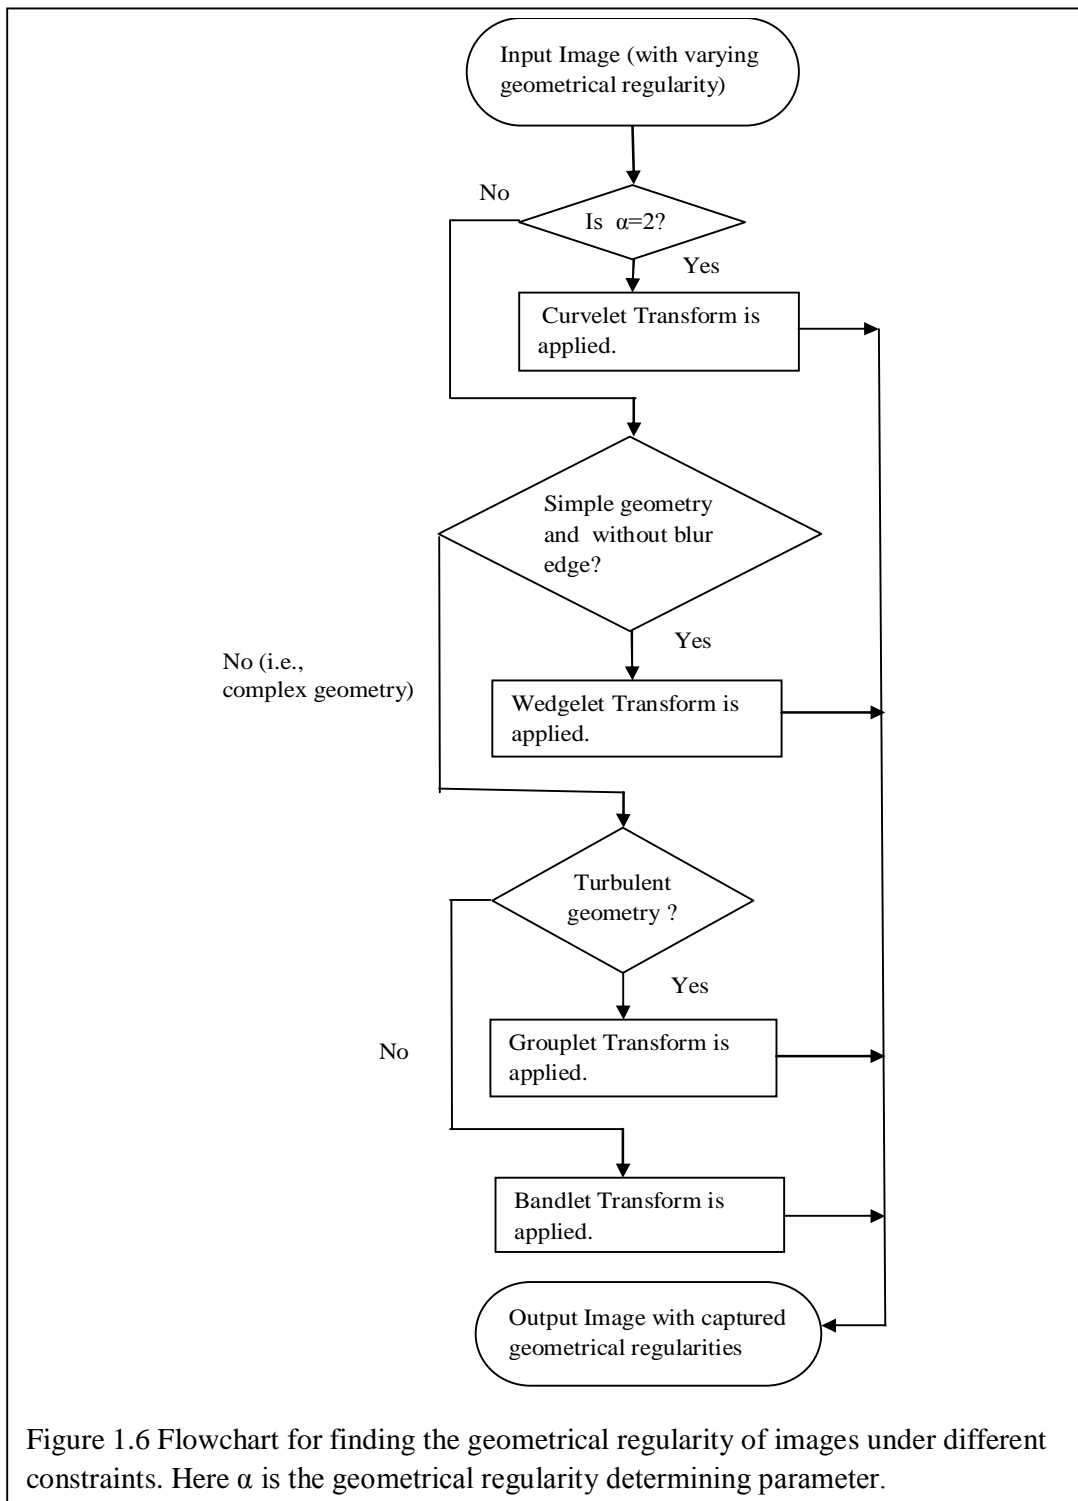 Input Image (with varying
geometrical regularity)
No
Is α=2?
Yes
Curvelet Transform is
applied.
Simple geometry
and without blur
edge?
Yes
No (i.e.,
complex geometry)
Wedgelet Transform is
applied.
Turbulent
geometry ?
Yes
Grouplet Transform is
applied.
No
Bandlet Transform is
applied.
Output Image with captured
geometrical regularities
Figure 1.6 Flowchart for finding the geometrical regularity of images under different
constraints. Here α is the geometrical regularity determining parameter.